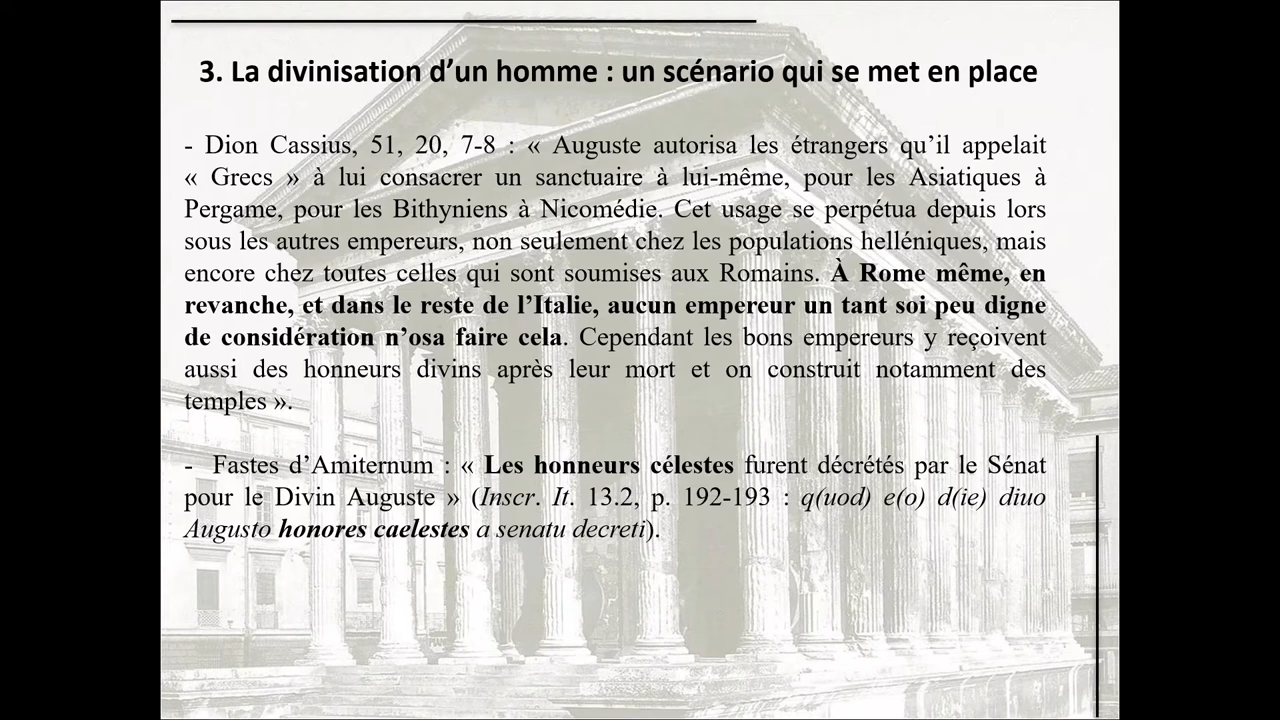 3. La divinisation d’un homme : un scénario qui se met en place
- Dion Cassius, 51, 20, 7-8 : « Auguste autorisa les étrangers qu’il appelait
« Grecs » à lui consacrer un sanctuaire à lui-même, pour les Asiatiques à
Pergame, pour les Bithyniens à Nicomédie. Cet usage se perpétua depuis lors
sous les autres empereurs, non seulement chez les populations helléniques, mais
encore chez toutes celles qui sont soumises aux Romains. À Rome même, en
revanche, et dans le reste de l’Italie, aucun empereur un tant soi peu digne
de considération n’osa faire cela. Cependant les bons empereurs y reçoivent
aussi des honneurs divins après leur mort et on construit notamment des
temples ».
- Fastes d’Amiternum : « Les honneurs célestes furent décrétés par le Sénat
pour le Divin Auguste » (Inscr. It. 13.2, p. 192-193 : q(uod) e(o) d(ie) diuo
Augusto honores caelestes a senatu decreti).